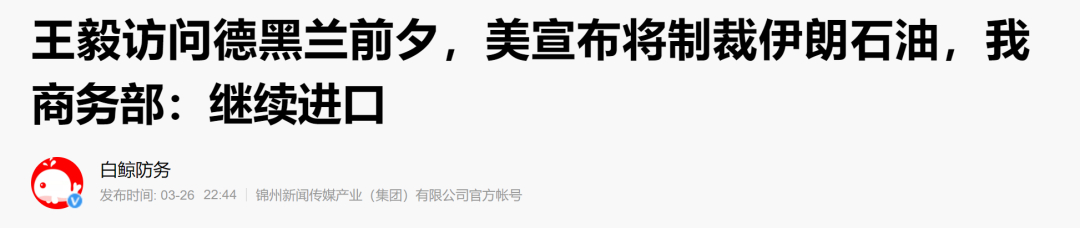 王毅访问德黑兰前夕，美宣布将制裁伊朗石油，我
商务部：继续进口
白鲸防务
发布时间: 03-26 22:44 锦州新闻传媒产业（集团）有限公司官方帐号